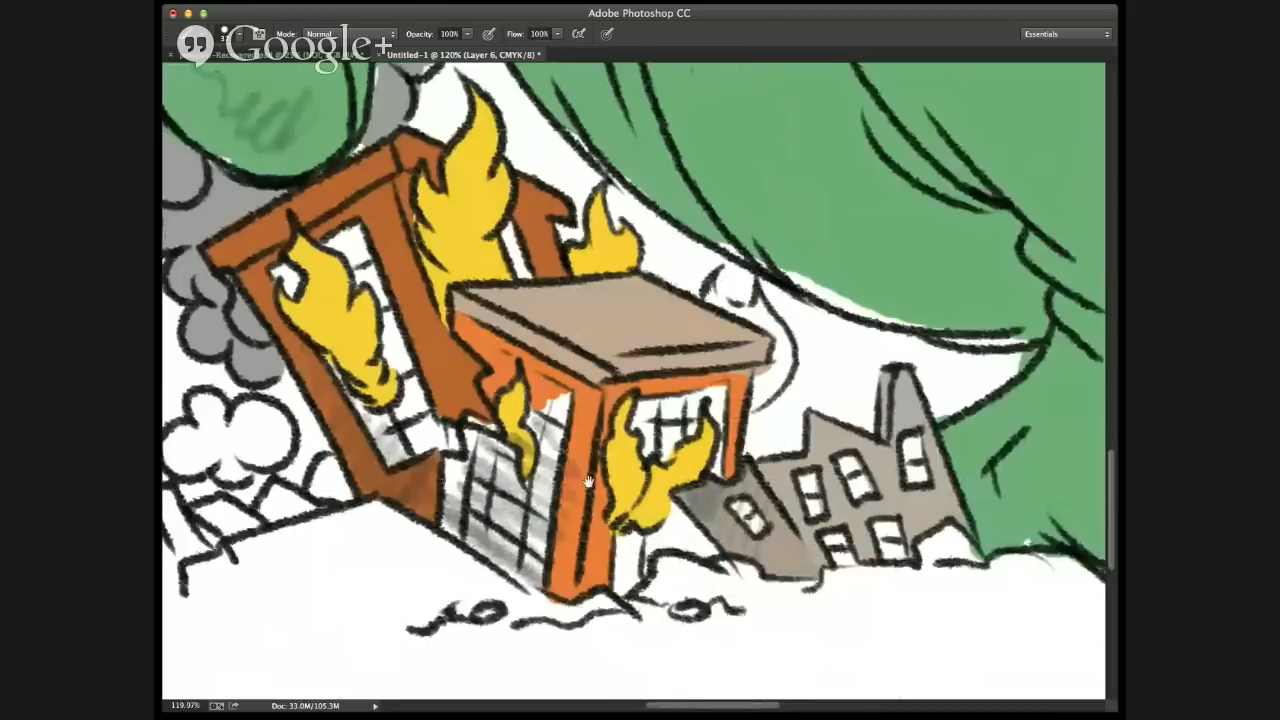 Adobe Photoshop CC
Mode: Normal Opacity: 100% Flow: 100% Essentials
Google+
Untitled-1 @ 120% (Layer 6, CMYK/8) *
119.97% Doc: 33.0M/105.3M